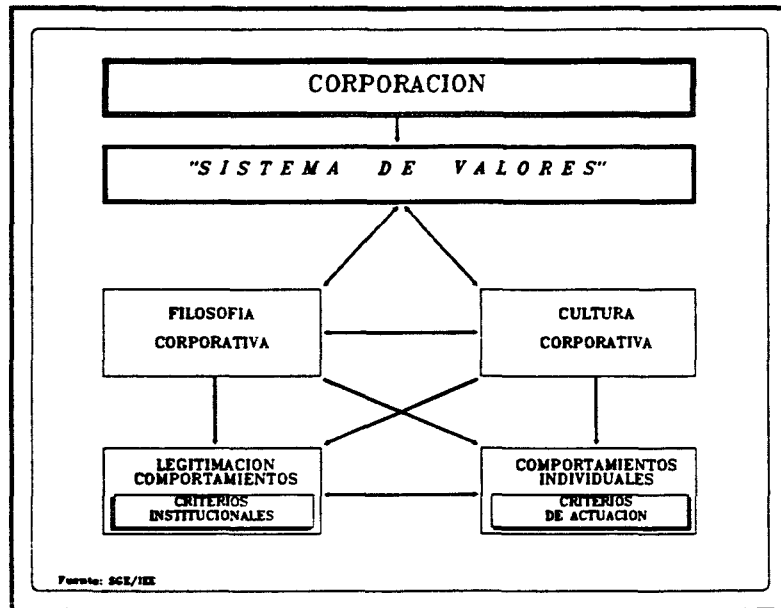 CORPORACION
"SISTEMA DE VALORES"
FILOSOFIA
CORPORATIVA
CULTURA
CORPORATIVA
LEGITIMACION
COMPORTAMIENTOS
CRITERIOS
INSTITUCIONALES
COMPORTAMIENTOS
INDIVIDUALES
CRITERIOS
DE ACTUACION
Fuente: SGE/IEE